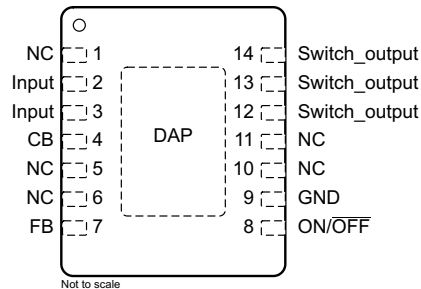 NC 1 14 Switch_output
Input 2 13 Switch_output
Input 3 12 Switch_output
CB 4 DAP 11 NC
NC 5 10 NC
NC 6 9 GND
FB 7 8 ON/OFF
Not to scale